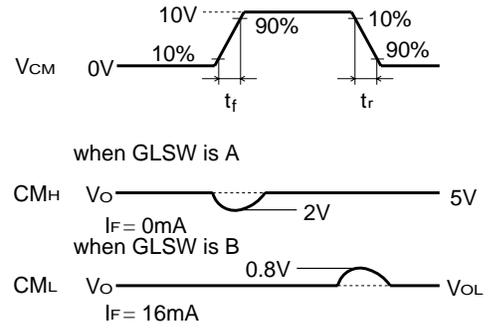 10V
90%
10%
10%
90%
VCM 0V
tf tr
when GLSW is A
CMH VO 5V
2V
IF= 0mA
when GLSW is B
0.8V
CML VO VOL
IF= 16mA